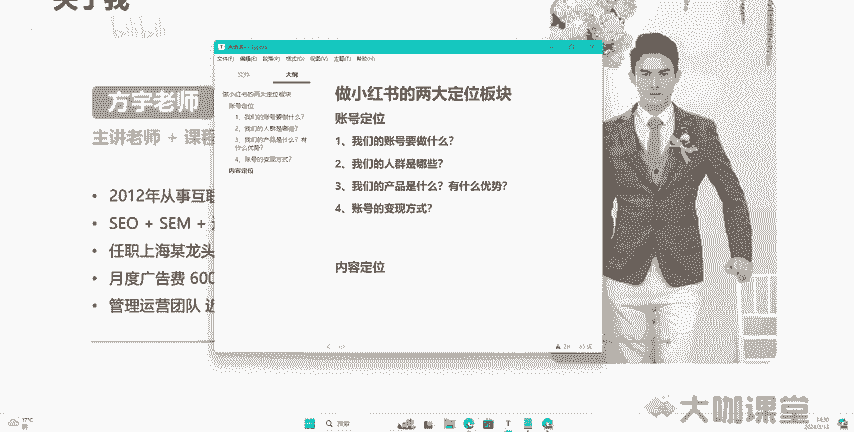 关于我
方宇老师
主讲老师 + 课程
• 2012年从事互联
• SEO + SEM +
• 任职上海某龙头
• 月度广告费 600
• 管理运营团队 近
文件(F) 编辑(E) 段落(P) 格式(O) 视图(V) 主题(T) 帮助(H)
文件 大纲
做小红书的两大定位板块
账号定位
1、我们的账号要做什么？
2、我们的人群是哪些？
3、我们的产品是什么？有
什么优势？
4、账号的变现方式？
内容定位
做小红书的两大定位板块
账号定位
1、我们的账号要做什么？
2、我们的人群是哪些？
3、我们的产品是什么？有什么优势？
4、账号的变现方式？
内容定位
大咖课堂
17°C
搜索